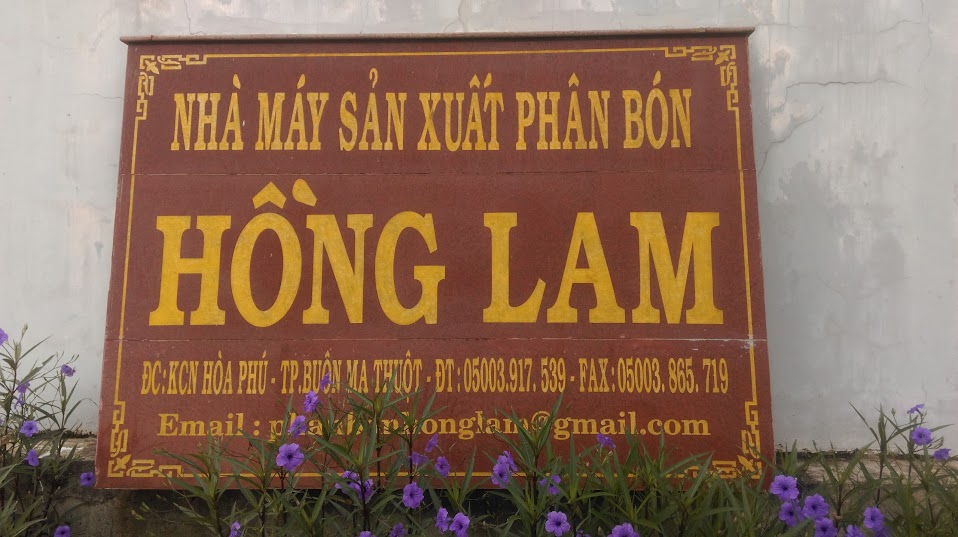 NHÀ MÁY SẢN XUẤT PHÂN BÓN
HỒNG LAM
ĐC: KCN HÒA PHÚ - TP.BUÔN MA THUỘT - ĐT : 05003.917. 539 - FAX : 05003. 865. 719
Email :